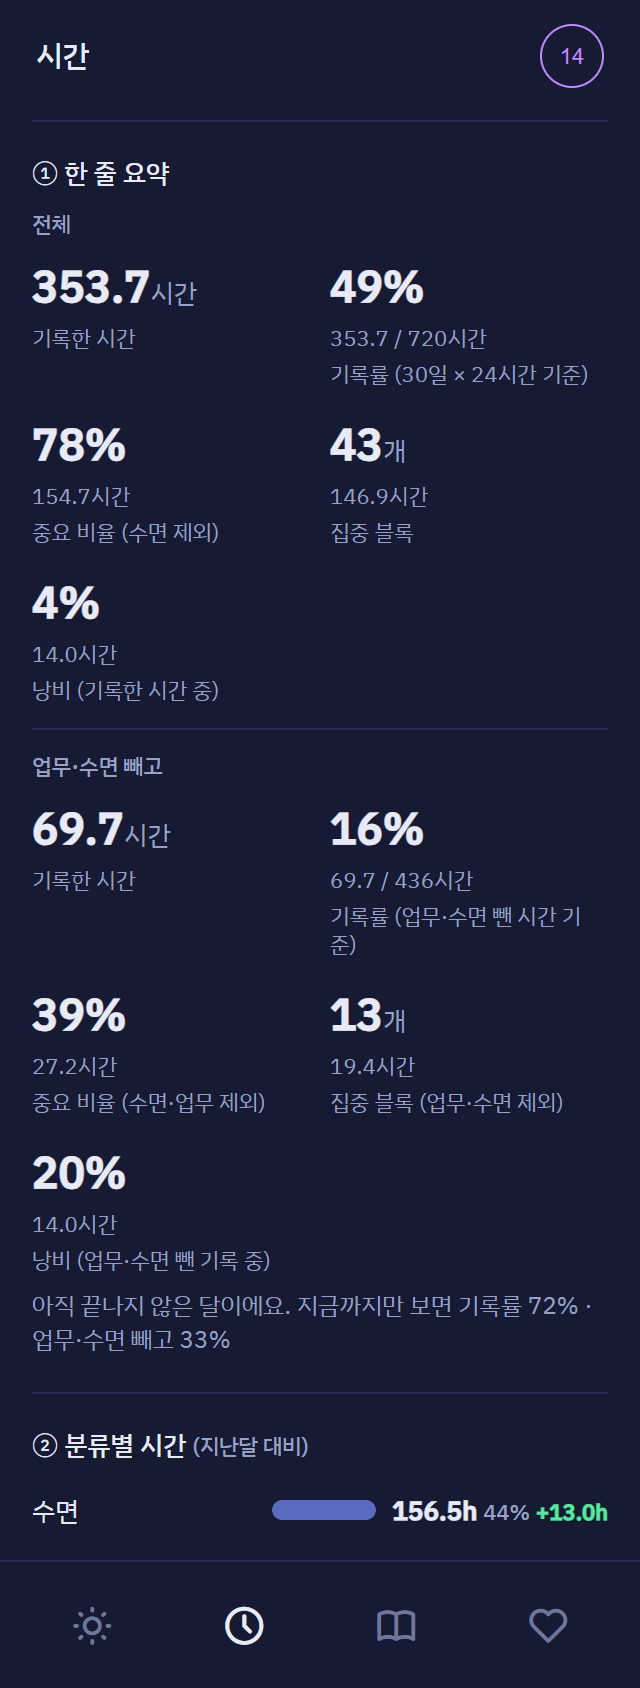 시간
14
① 한 줄 요약
전체
353.7시간
기록한 시간
49%
353.7 / 720시간
기록률 (30일 × 24시간 기준)
78%
154.7시간
중요 비율 (수면 제외)
43개
146.9시간
집중 블록
4%
14.0시간
낭비 (기록한 시간 중)
업무·수면 빼고
69.7시간
기록한 시간
16%
69.7 / 436시간
기록률 (업무·수면 뺀 시간 기
준)
39%
27.2시간
중요 비율 (수면·업무 제외)
13개
19.4시간
집중 블록 (업무·수면 제외)
20%
14.0시간
낭비 (업무·수면 뺀 기록 중)
아직 끝나지 않은 달이에요. 지금까지만 보면 기록률 72% ·
업무·수면 빼고 33%
② 분류별 시간 (지난달 대비)
수면 156.5h 44% +13.0h